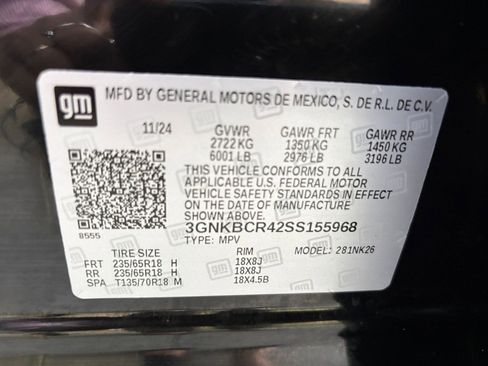 gm
MFD BY GENERAL MOTORS DE MEXICO, S. DE R.L. DE C.V.
11/24 GVWR GAWR FRT GAWR RR
2722 KG 1350 KG 1450 KG
6001 LB 2976 LB 3196 LB
THIS VEHICLE CONFORMS TO ALL
APPLICABLE U.S. FEDERAL MOTOR
VEHICLE SAFETY STANDARDS IN EFFECT
ON THE DATE OF MANUFACTURE
SHOWN ABOVE.
3GNKBCR42SS155968
8555
TYPE: MPV MODEL: 281NK26
TIRE SIZE RIM
FRT 235/65R18 H 18X8J
RR 235/65R18 H 18X8J
SPA T135/70R18 M 18X4.5B